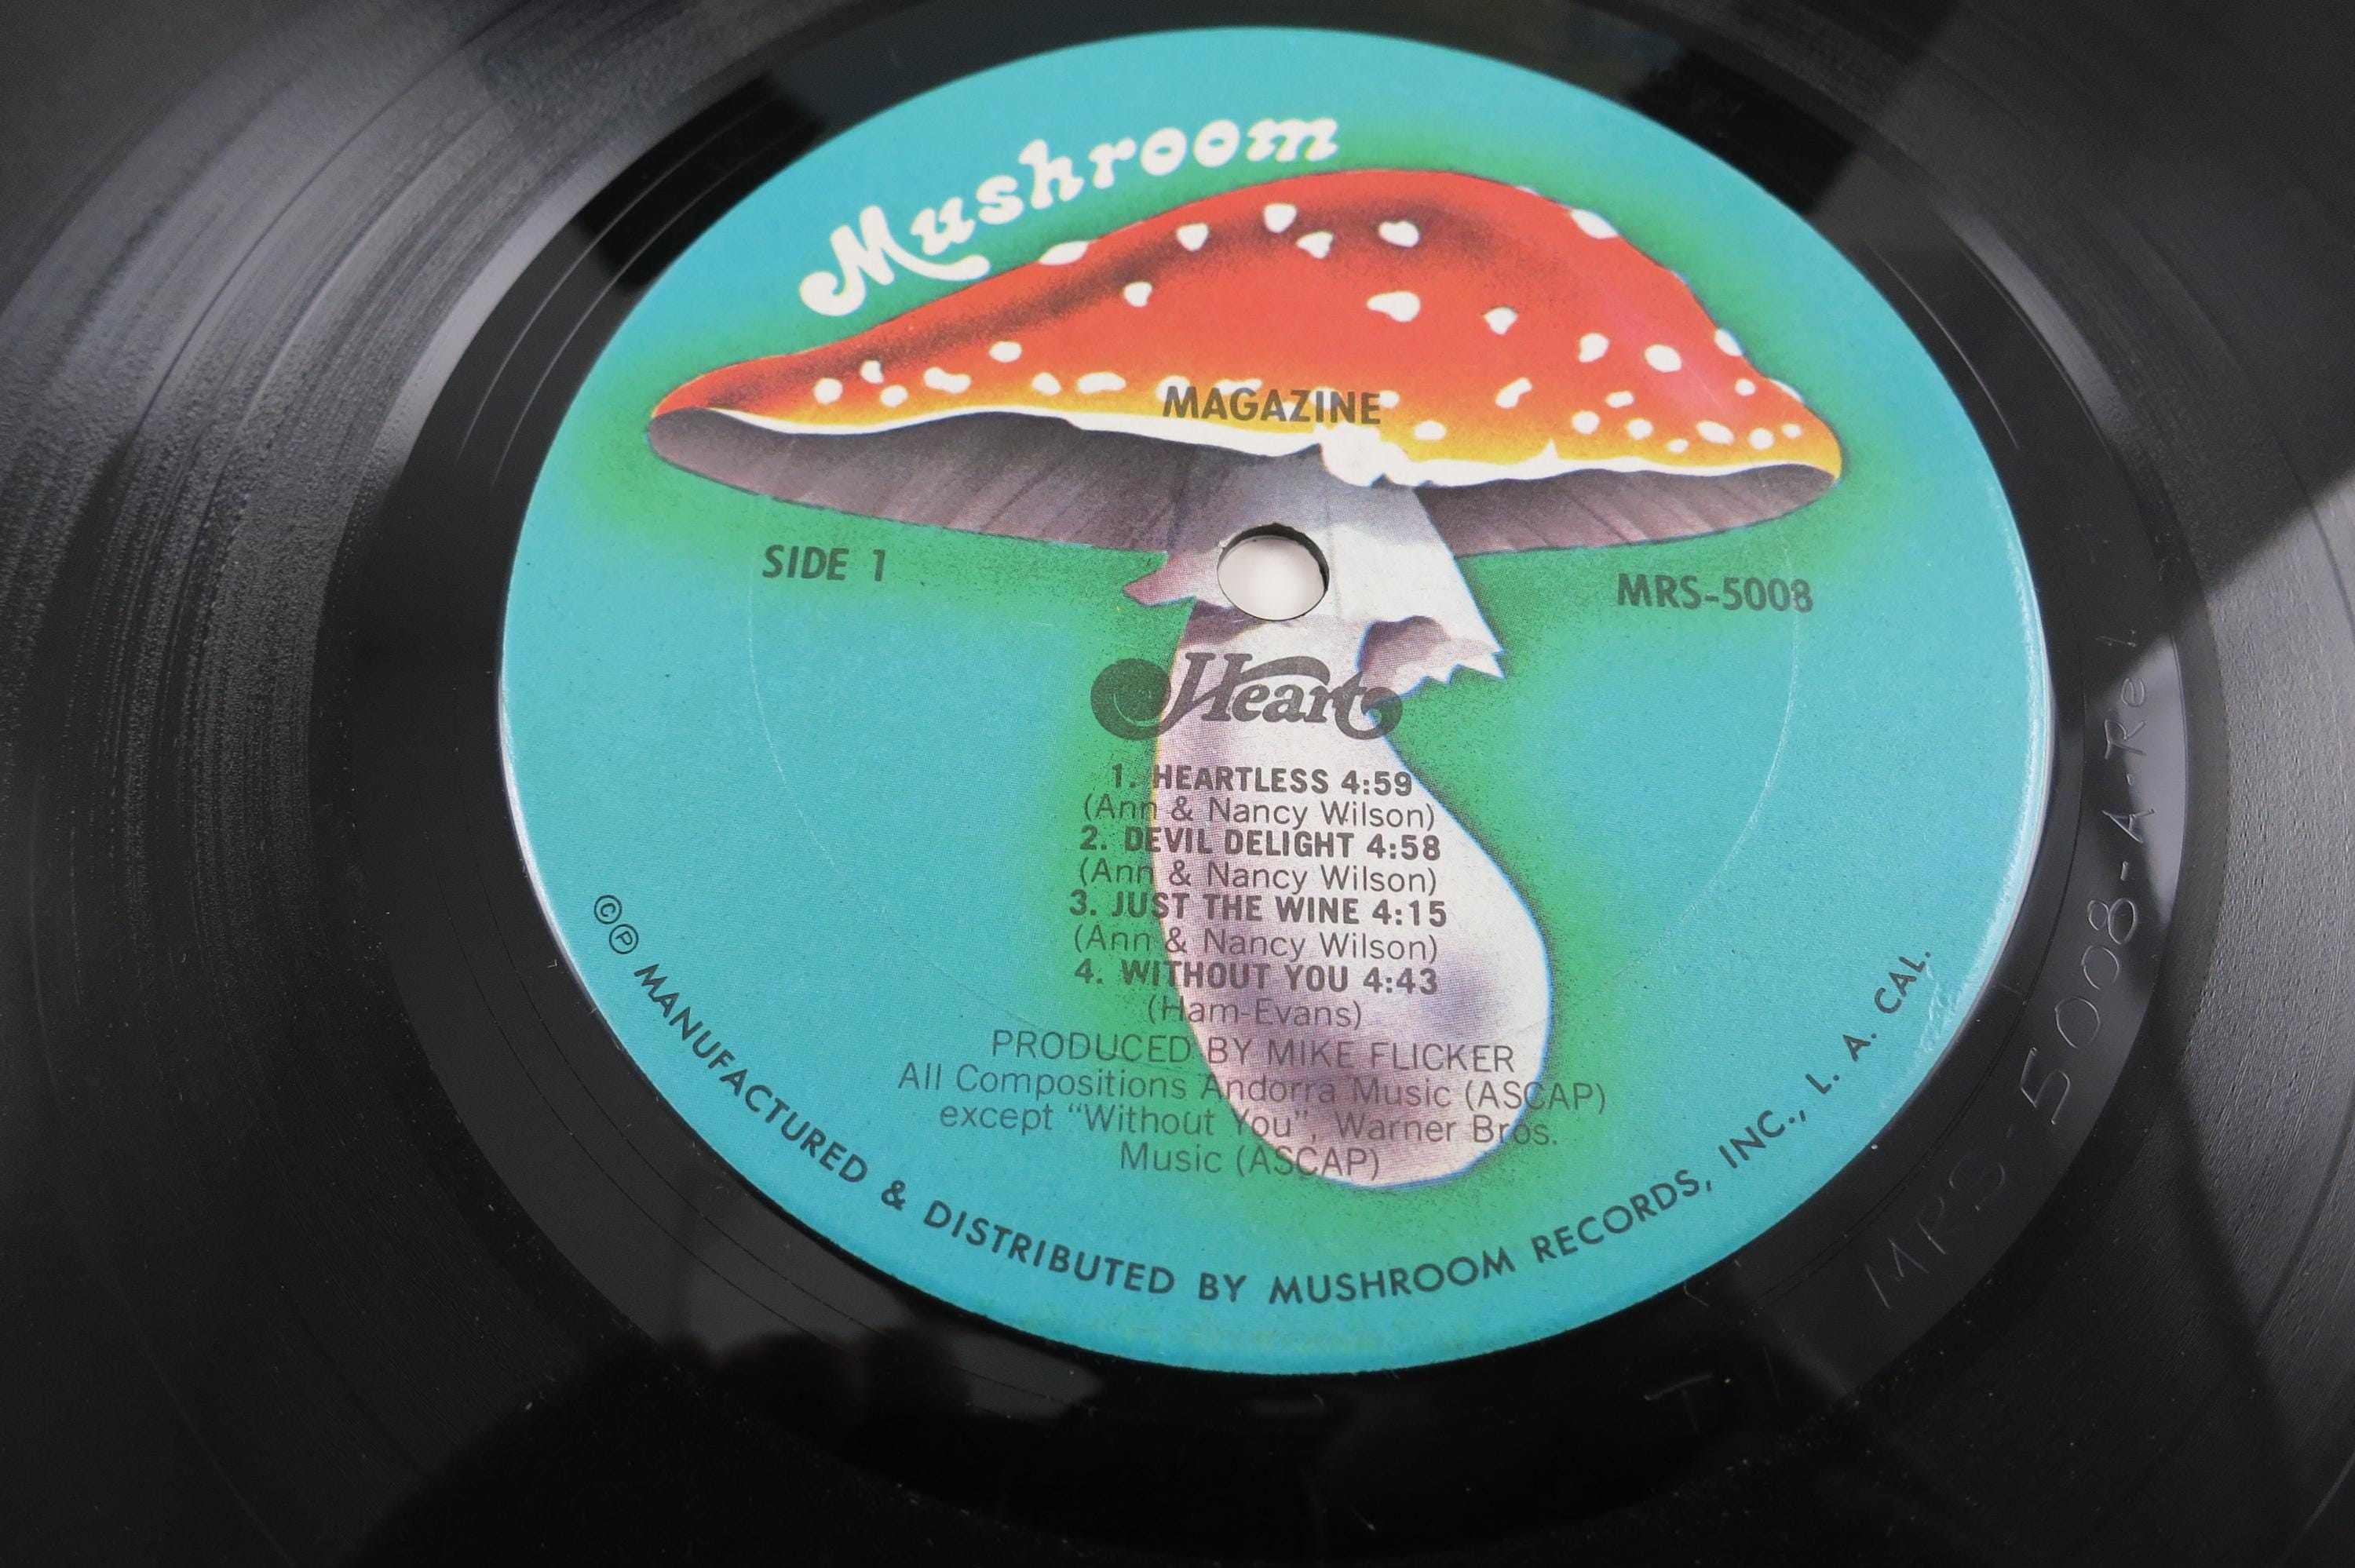 Mushroom
MAGAZINE
SIDE 1
MRS-5008
Heart
1. HEARTLESS 4:59
(Ann & Nancy Wilson)
2. DEVIL DELIGHT 4:58
(Ann & Nancy Wilson)
3. JUST THE WINE 4:15
(Ann & Nancy Wilson)
4. WITHOUT YOU 4:43
(Ham-Evans)
PRODUCED BY MIKE FLICKER
All Compositions Andorra Music (ASCAP)
except “Without You”, Warner Bros.
Music (ASCAP)
©℗ MANUFACTURED & DISTRIBUTED BY MUSHROOM RECORDS, INC., L. A. CAL.
MRS-5008-A-Re1